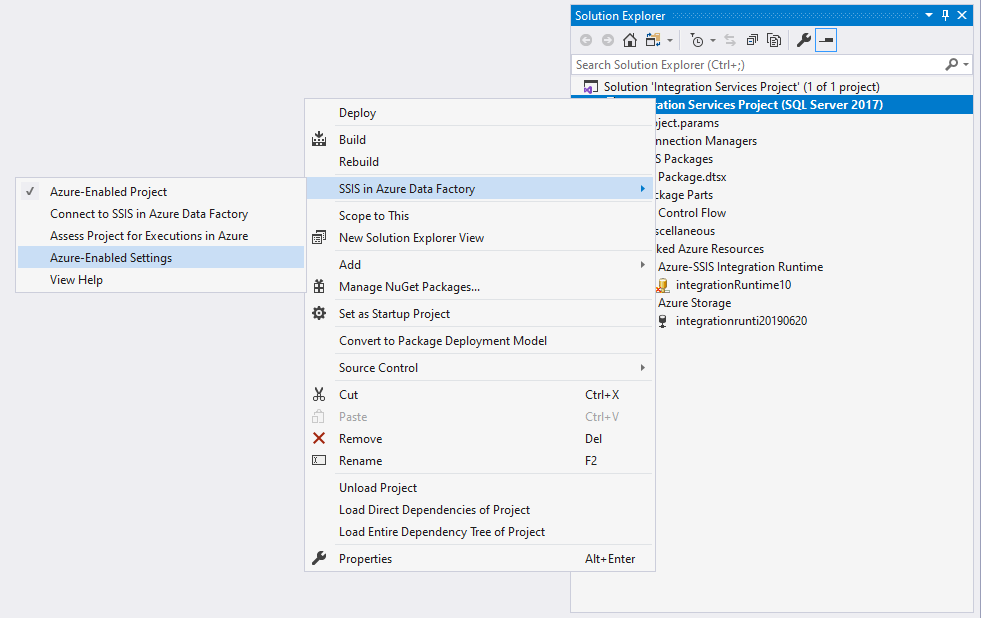 Solution Explorer
Search Solution Explorer (Ctrl+;)
Solution 'Integration Services Project' (1 of 1 project)
ration Services Project (SQL Server 2017)
ject.params
nnection Managers
S Packages
Package.dtsx
ckage Parts
Control Flow
scellaneous
ked Azure Resources
Azure-SSIS Integration Runtime
integrationRuntime10
Azure Storage
integrationrunti20190620
Deploy
Build
Rebuild
SSIS in Azure Data Factory
Scope to This
New Solution Explorer View
Add
Manage NuGet Packages...
Set as Startup Project
Convert to Package Deployment Model
Source Control
Cut Ctrl+X
Paste Ctrl+V
Remove Del
Rename F2
Unload Project
Load Direct Dependencies of Project
Load Entire Dependency Tree of Project
Properties Alt+Enter
Azure-Enabled Project
Connect to SSIS in Azure Data Factory
Assess Project for Executions in Azure
Azure-Enabled Settings
View Help